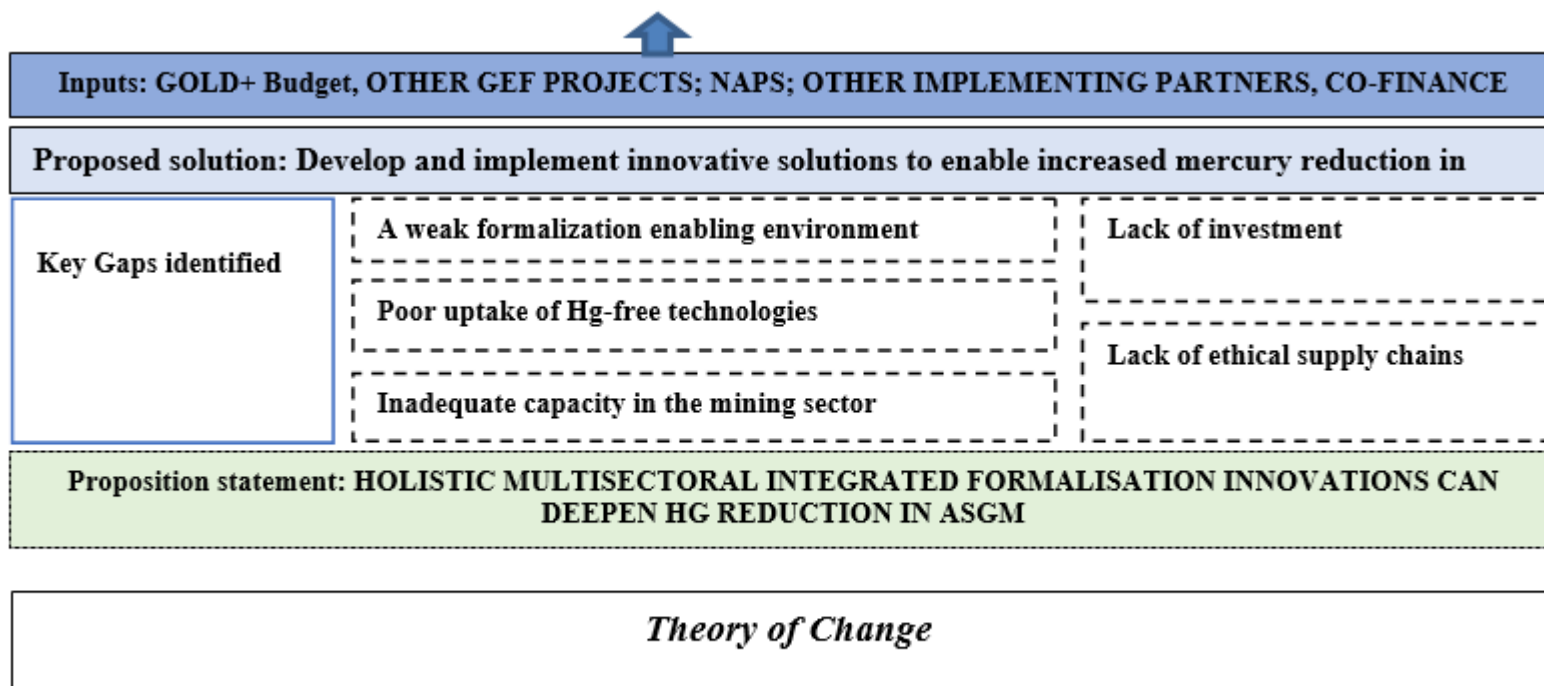 Inputs: GOLD+ Budget, OTHER GEF PROJECTS; NAPS; OTHER IMPLEMENTING PARTNERS, CO-FINANCE
Proposed solution: Develop and implement innovative solutions to enable increased mercury reduction in
Key Gaps identified
A weak formalization enabling environment
Poor uptake of Hg-free technologies
Inadequate capacity in the mining sector
Lack of investment
Lack of ethical supply chains
Proposition statement: HOLISTIC MULTISECTORAL INTEGRATED FORMALISATION INNOVATIONS CAN
DEEPEN HG REDUCTION IN ASGM
Theory of Change